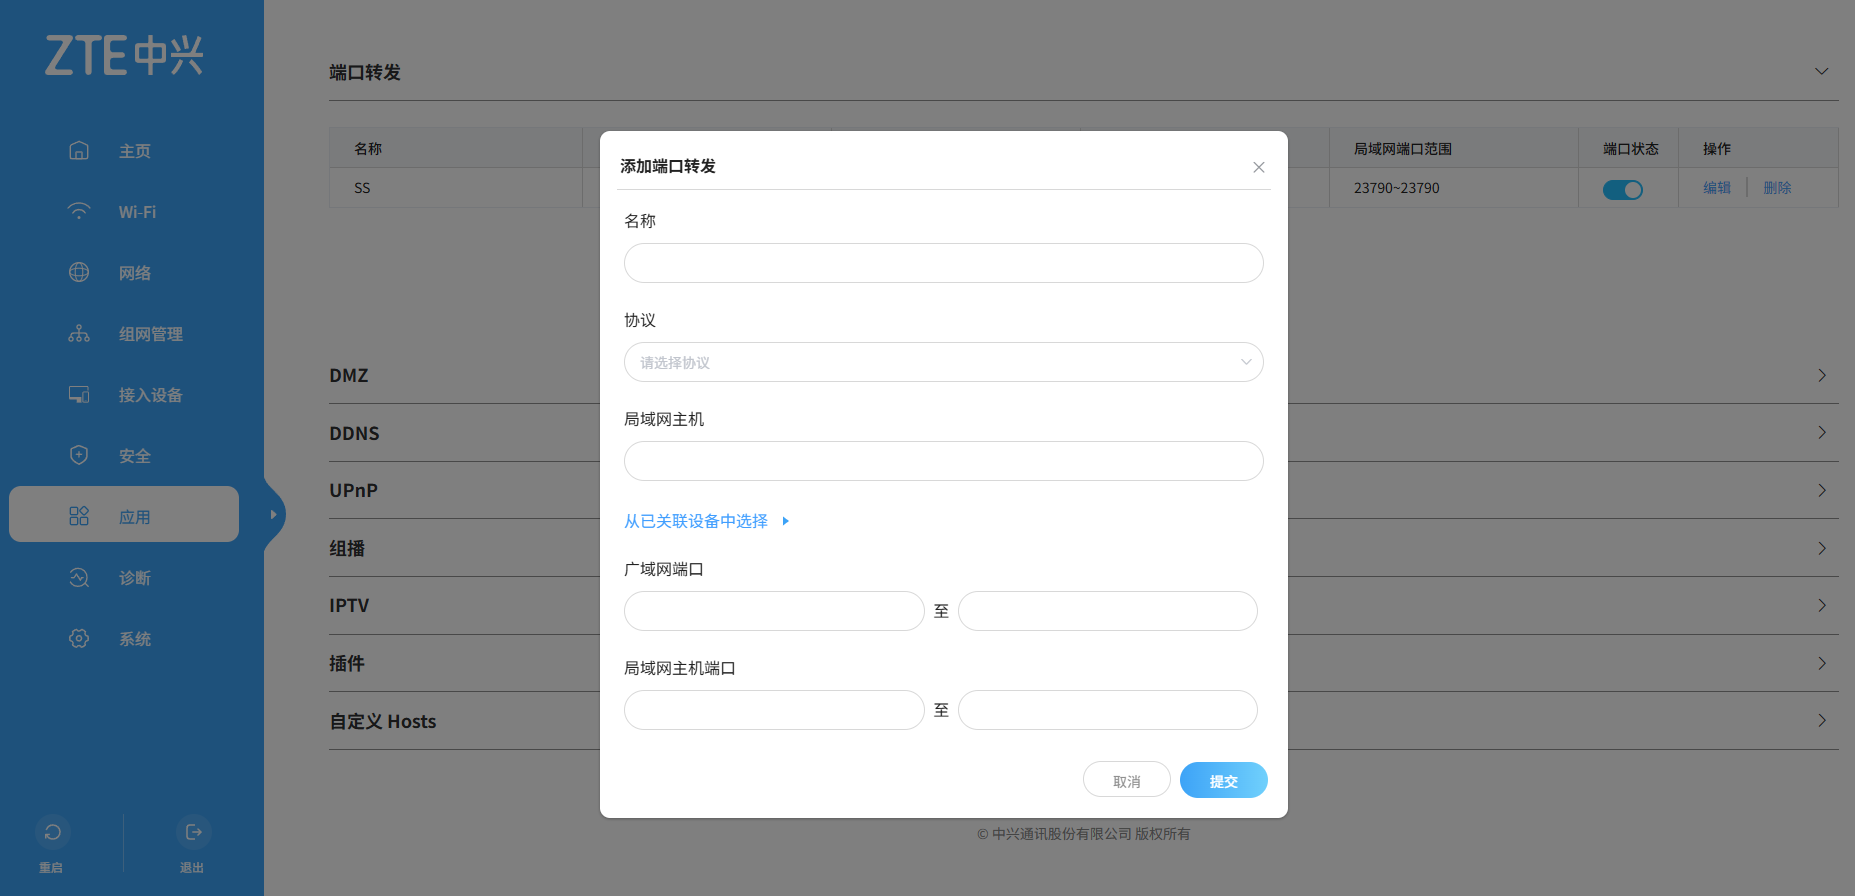 ZTE中兴
主页
Wi-Fi
网络
组网管理
接入设备
安全
应用
诊断
系统
重启
退出
端口转发
名称
局域网端口范围
端口状态
操作
SS
23790~23790
编辑
删除
DMZ
DDNS
UPnP
组播
IPTV
插件
自定义 Hosts
© 中兴通讯股份有限公司 版权所有
添加端口转发
名称
协议
请选择协议
局域网主机
从已关联设备中选择
广域网端口
至
局域网主机端口
至
取消
提交